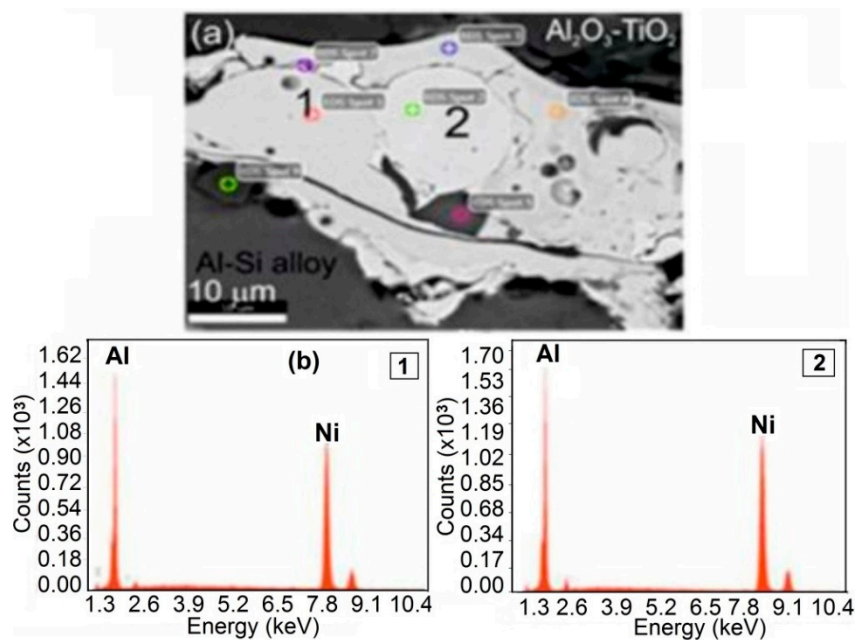 (a)
Al₂O₃-TiO₂
1
2
Al-Si alloy
10 µm
Al
(b)
1
Ni
Counts (x10³)
1.62
1.44
1.26
1.08
0.90
0.72
0.54
0.36
0.18
0.00
1.3 2.6 3.9 5.2 6.5 7.8 9.1 10.4
Energy (keV)
Al
2
Ni
Counts (x10³)
1.70
1.53
1.36
1.19
1.02
0.85
0.68
0.34
0.17
0.00
1.3 2.6 3.9 5.2 6.5 7.8 9.1 10.4
Energy (keV)